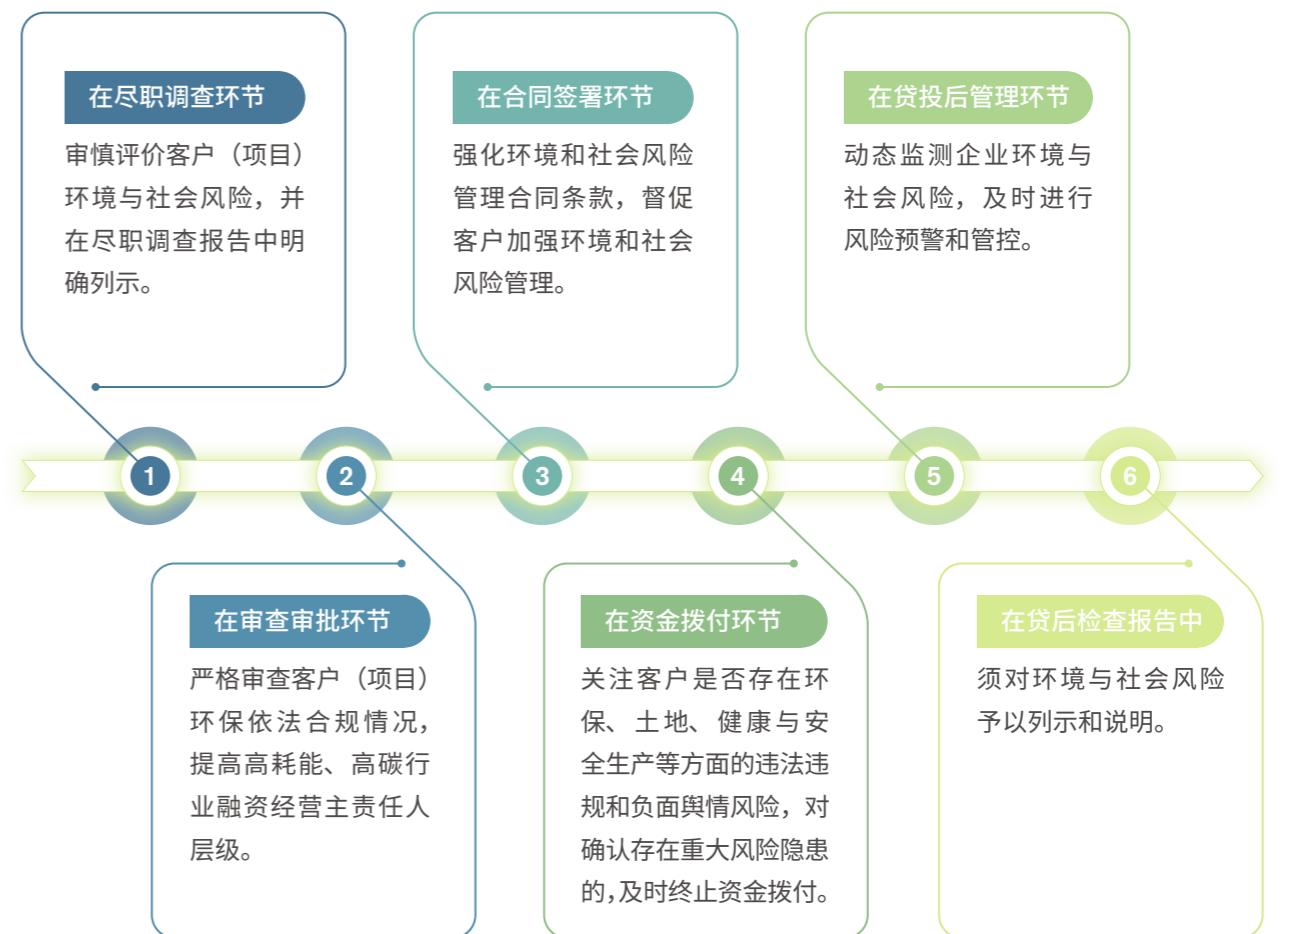 在尽职调查环节
审慎评价客户（项目）
环境与社会风险，并
在尽职调查报告中明
确列示。
在合同签署环节
强化环境和社会风险
管理合同条款，督促
客户加强环境和社会
风险管理。
在贷投后管理环节
动态监测企业环境与
社会风险，及时进行
风险预警和管控。
1
2
3
4
5
6
在审查审批环节
严格审查客户（项目）
环保依法合规情况，
提高高耗能、高碳行
业融资经营主责任人
层级。
在资金拨付环节
关注客户是否存在环
保、土地、健康与安
全生产等方面的违法违
规和负面舆情风险，对
确认存在重大风险隐患
的，及时终止资金拨付。
在贷后检查报告中
须对环境与社会风险
予以列示和说明。